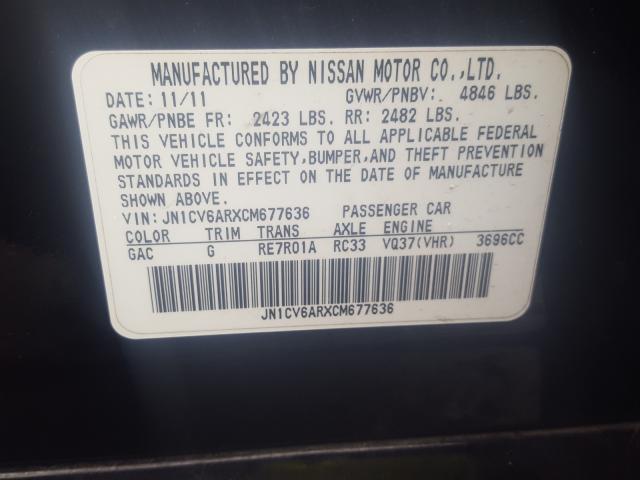 MANUFACTURED BY NISSAN MOTOR CO.,LTD.
DATE: 11/11 GVWR/PNBV: 4846 LBS.
GAWR/PNBE FR: 2423 LBS. RR: 2482 LBS.
THIS VEHICLE CONFORMS TO ALL APPLICABLE FEDERAL
MOTOR VEHICLE SAFETY,BUMPER,AND THEFT PREVENTION
STANDARDS IN EFFECT ON THE DATE OF MANUFACTURE
SHOWN ABOVE.
VIN: JN1CV6ARXCM677636 PASSENGER CAR
COLOR TRIM TRANS AXLE ENGINE
GAC G RE7R01A RC33 VQ37(VHR) 3696CC
JN1CV6ARXCM677636